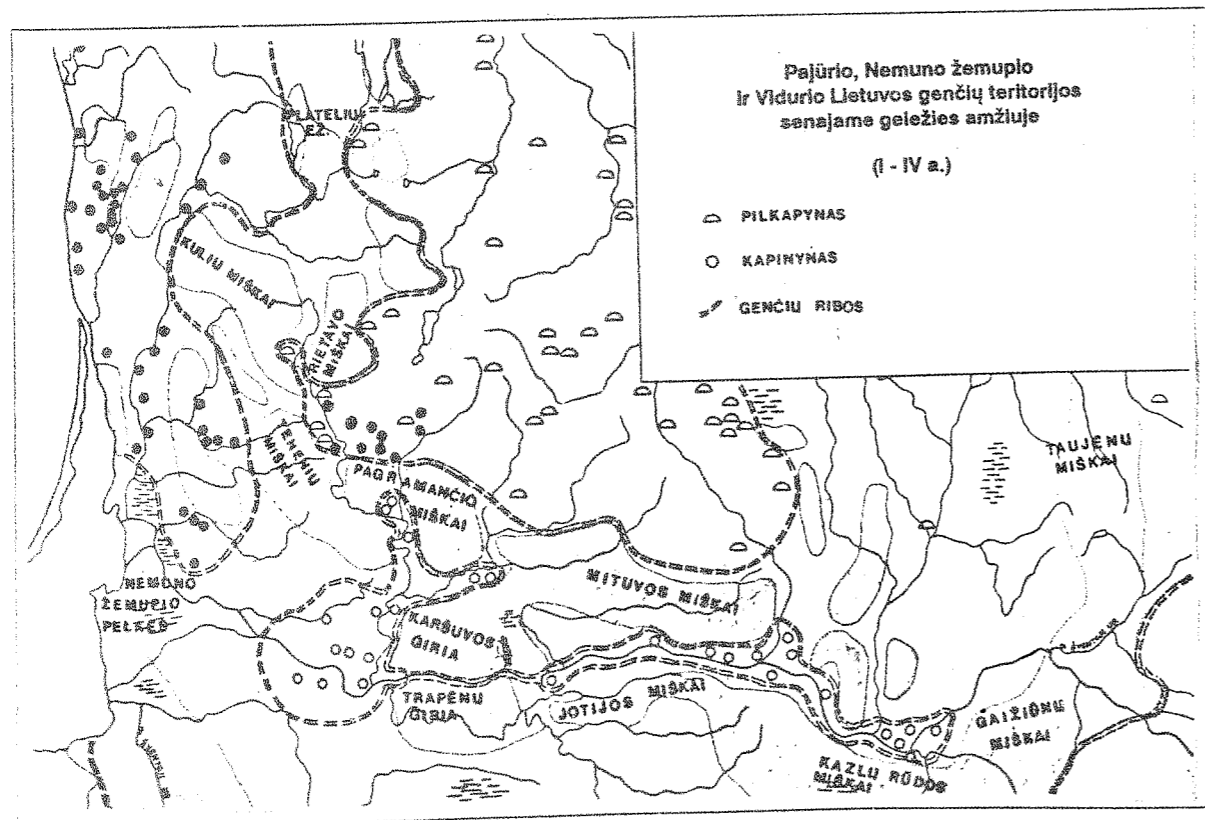 Pajūrio, Nemuno žemupio
ir Vidurio Lietuvos genčių teritorijos
senajame geležies amžiuje
(I - IV a.)
PILKAPYNAS
KAPINYNAS
GENČIŲ RIBOS
PLATELIŲ
EŽ.
KULIŲ MIŠKAI
RIETAVO
MIŠKAI
TENENIŲ
MIŠKAI
PAGRAMANČIO
MIŠKAI
TAUJĖNŲ
MIŠKAI
NEMUNO
ŽEMUPIO
PELKĖS
MITUVOS MIŠKAI
KARŠUVOS
GIRIA
TRAPĖNŲ
GIRIA
JOTIJOS MIŠKAI
GAIŽIŪNŲ
MIŠKAI
KAZLŲ RŪDOS
MIŠKAI